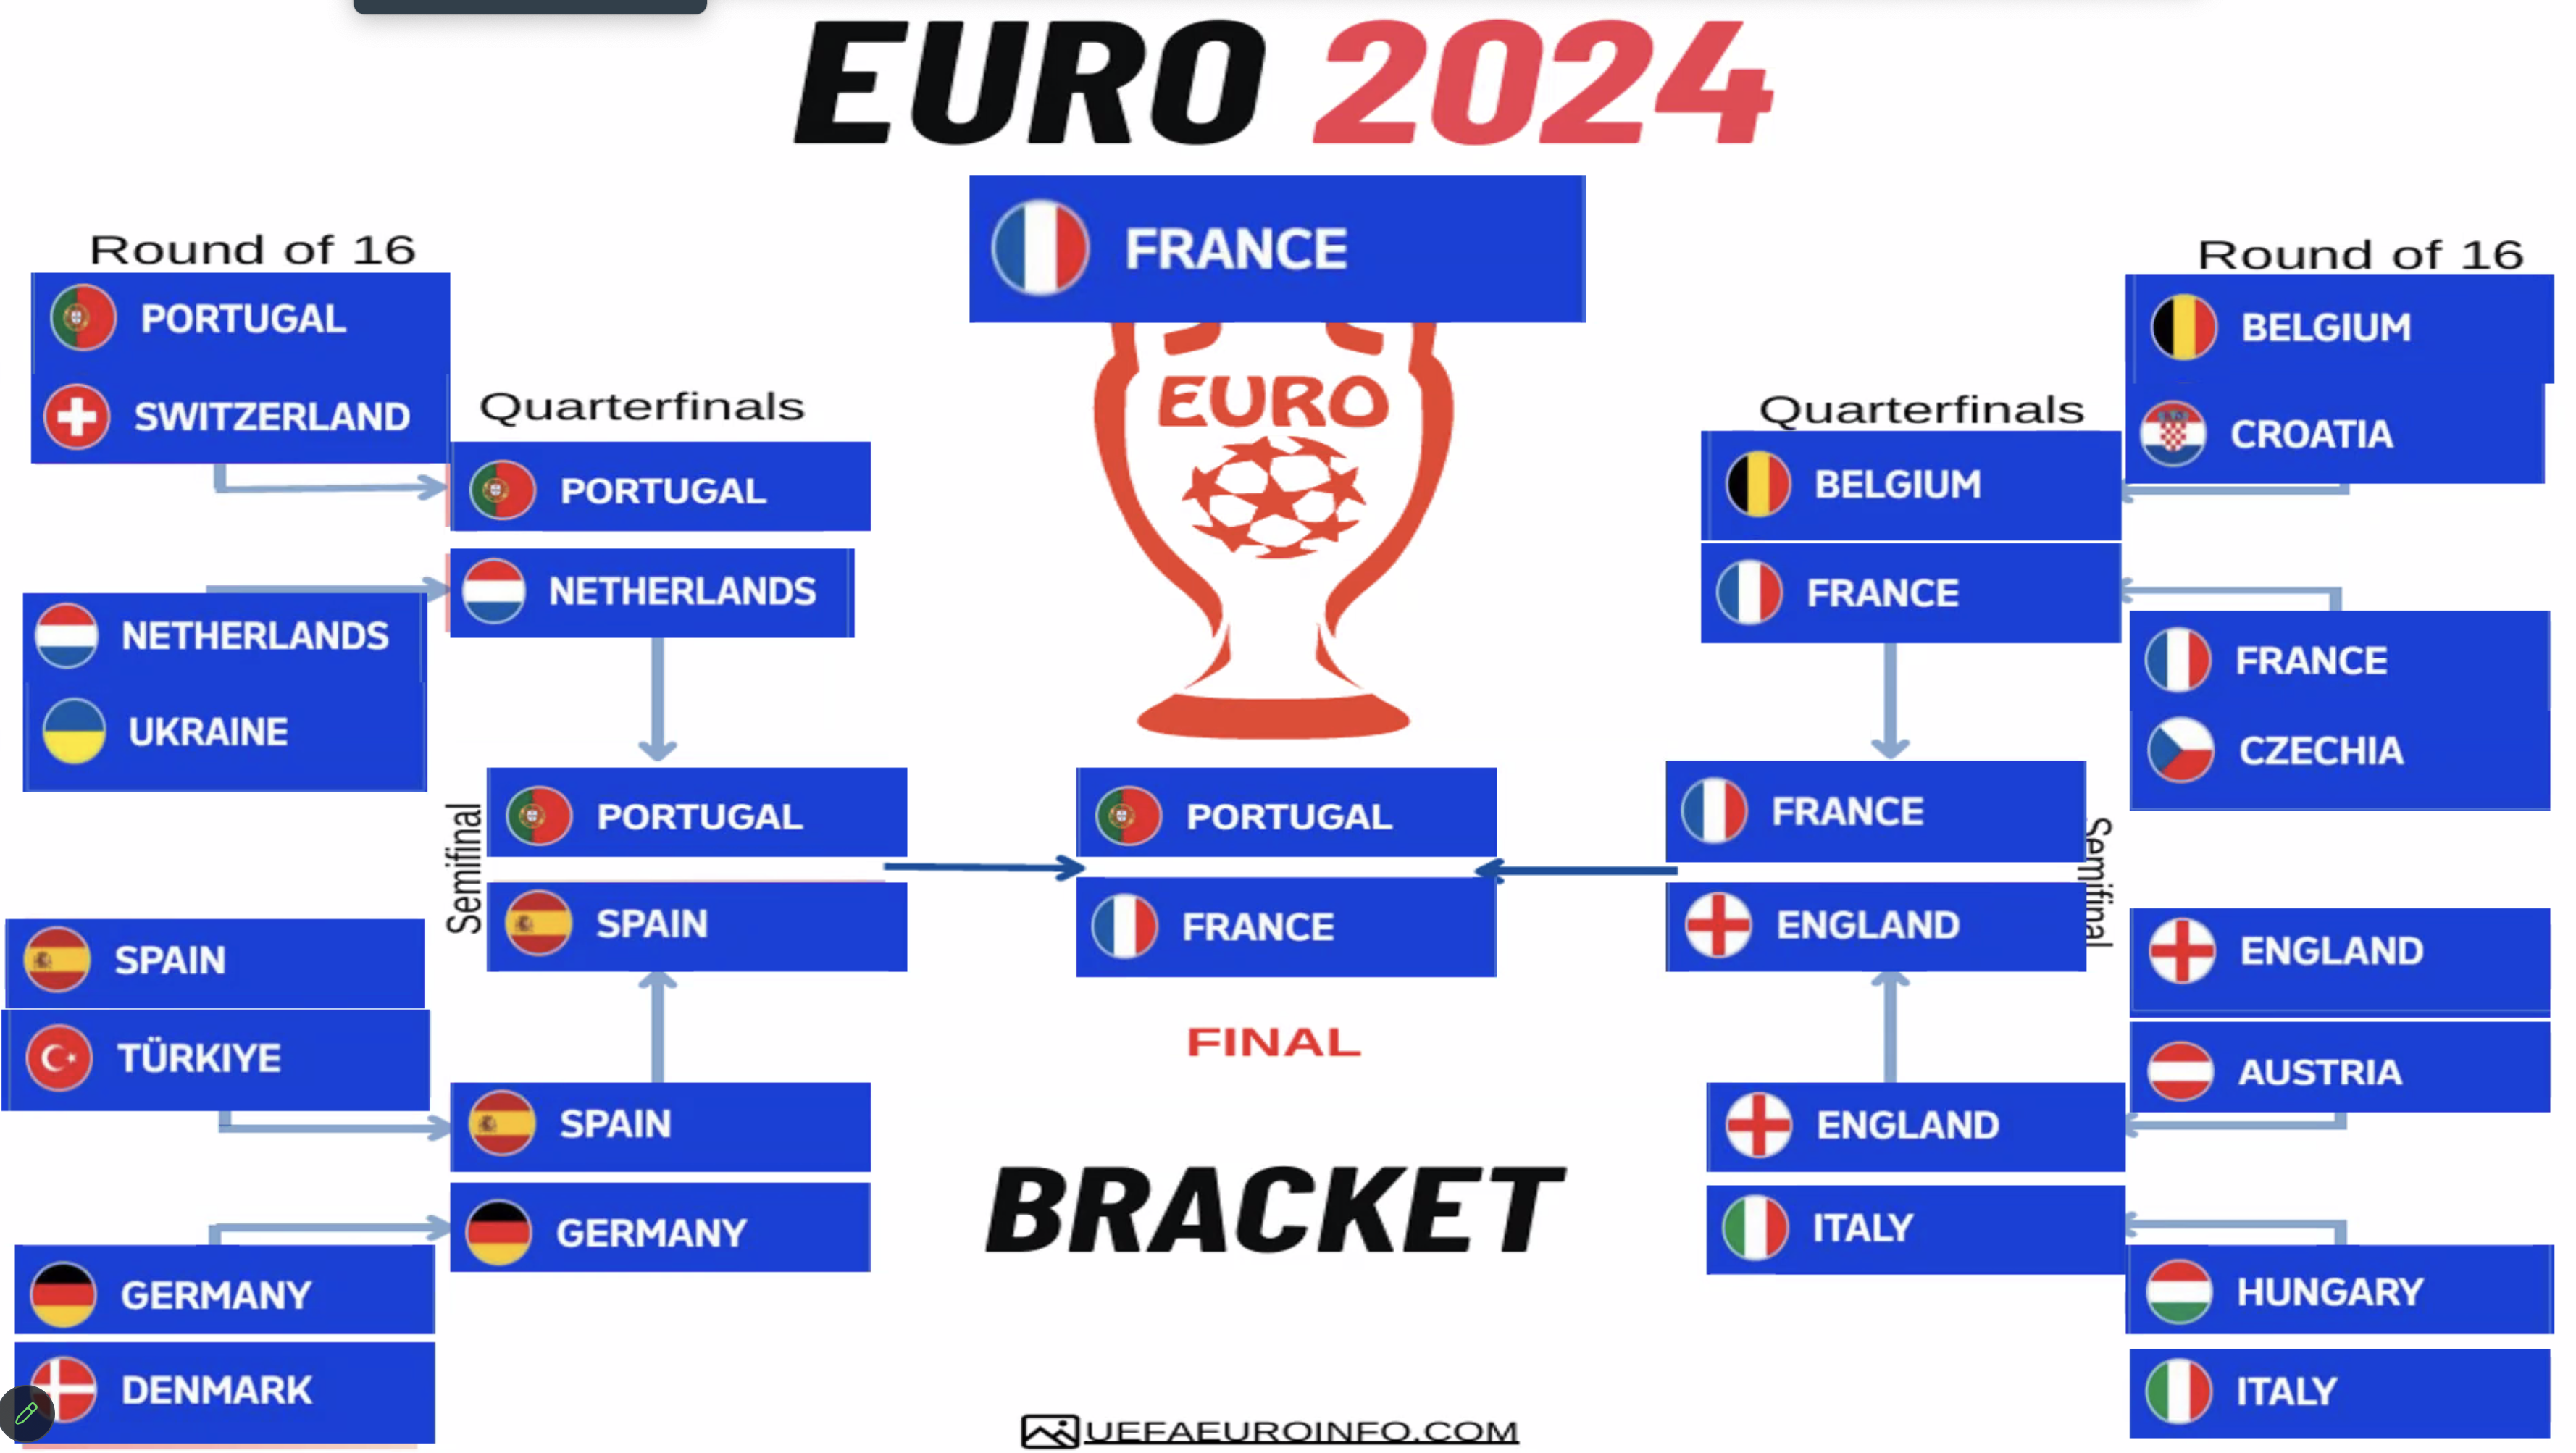 EURO 2024
FRANCE
Round of 16
PORTUGAL
SWITZERLAND
NETHERLANDS
UKRAINE
SPAIN
TÜRKIYE
GERMANY
DENMARK
Quarterfinals
PORTUGAL
NETHERLANDS
SPAIN
GERMANY
Semifinal
PORTUGAL
SPAIN
EURO
PORTUGAL
FRANCE
FINAL
BRACKET
UEFAEUROINFO.COM
FRANCE
ENGLAND
Semifinal
Quarterfinals
BELGIUM
FRANCE
ENGLAND
ITALY
Round of 16
BELGIUM
CROATIA
FRANCE
CZECHIA
ENGLAND
AUSTRIA
HUNGARY
ITALY